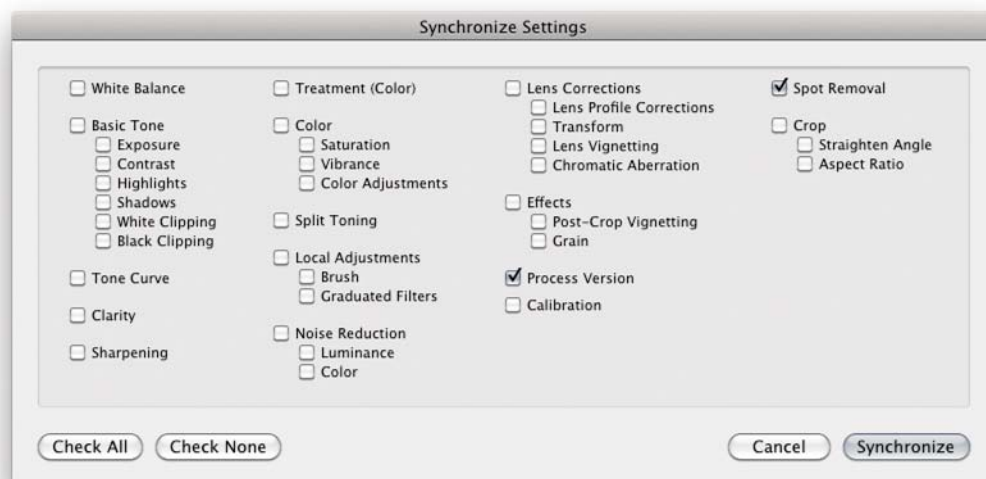 Synchronize Settings
White Balance
Basic Tone
Exposure
Contrast
Highlights
Shadows
White Clipping
Black Clipping
Tone Curve
Clarity
Sharpening
Treatment (Color)
Color
Saturation
Vibrance
Color Adjustments
Split Toning
Local Adjustments
Brush
Graduated Filters
Noise Reduction
Luminance
Color
Lens Corrections
Lens Profile Corrections
Transform
Lens Vignetting
Chromatic Aberration
Effects
Post-Crop Vignetting
Grain
Process Version
Calibration
Spot Removal
Crop
Straighten Angle
Aspect Ratio
Check All
Check None
Cancel
Synchronize